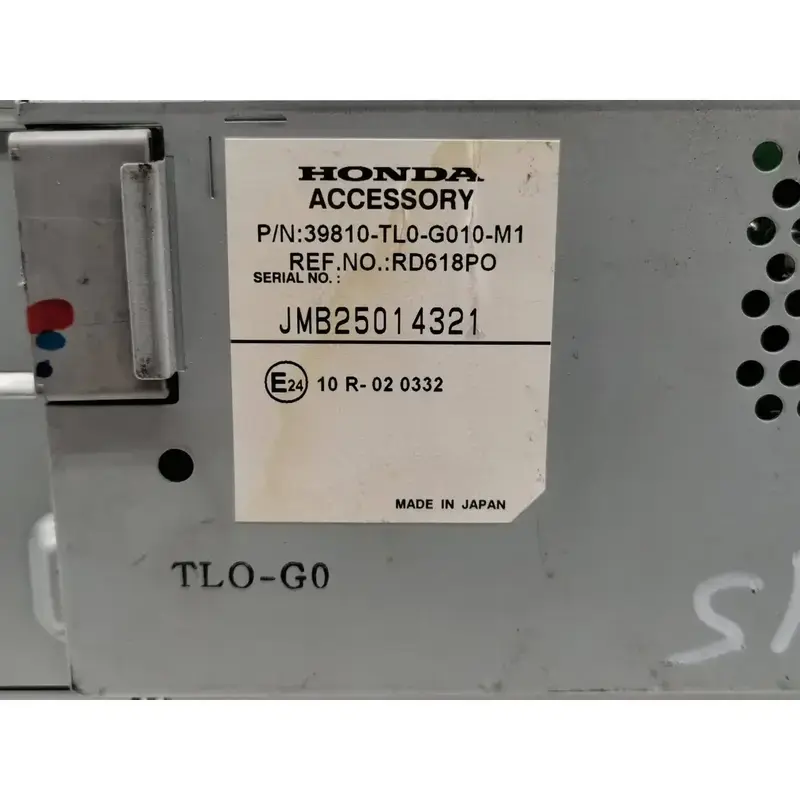 HONDA
ACCESSORY
P/N:39810-TL0-G010-M1
REF.NO.:RD618PO
SERIAL NO.:
JMB25014321
E24 10 R-02 0332
MADE IN JAPAN
TLO-G0